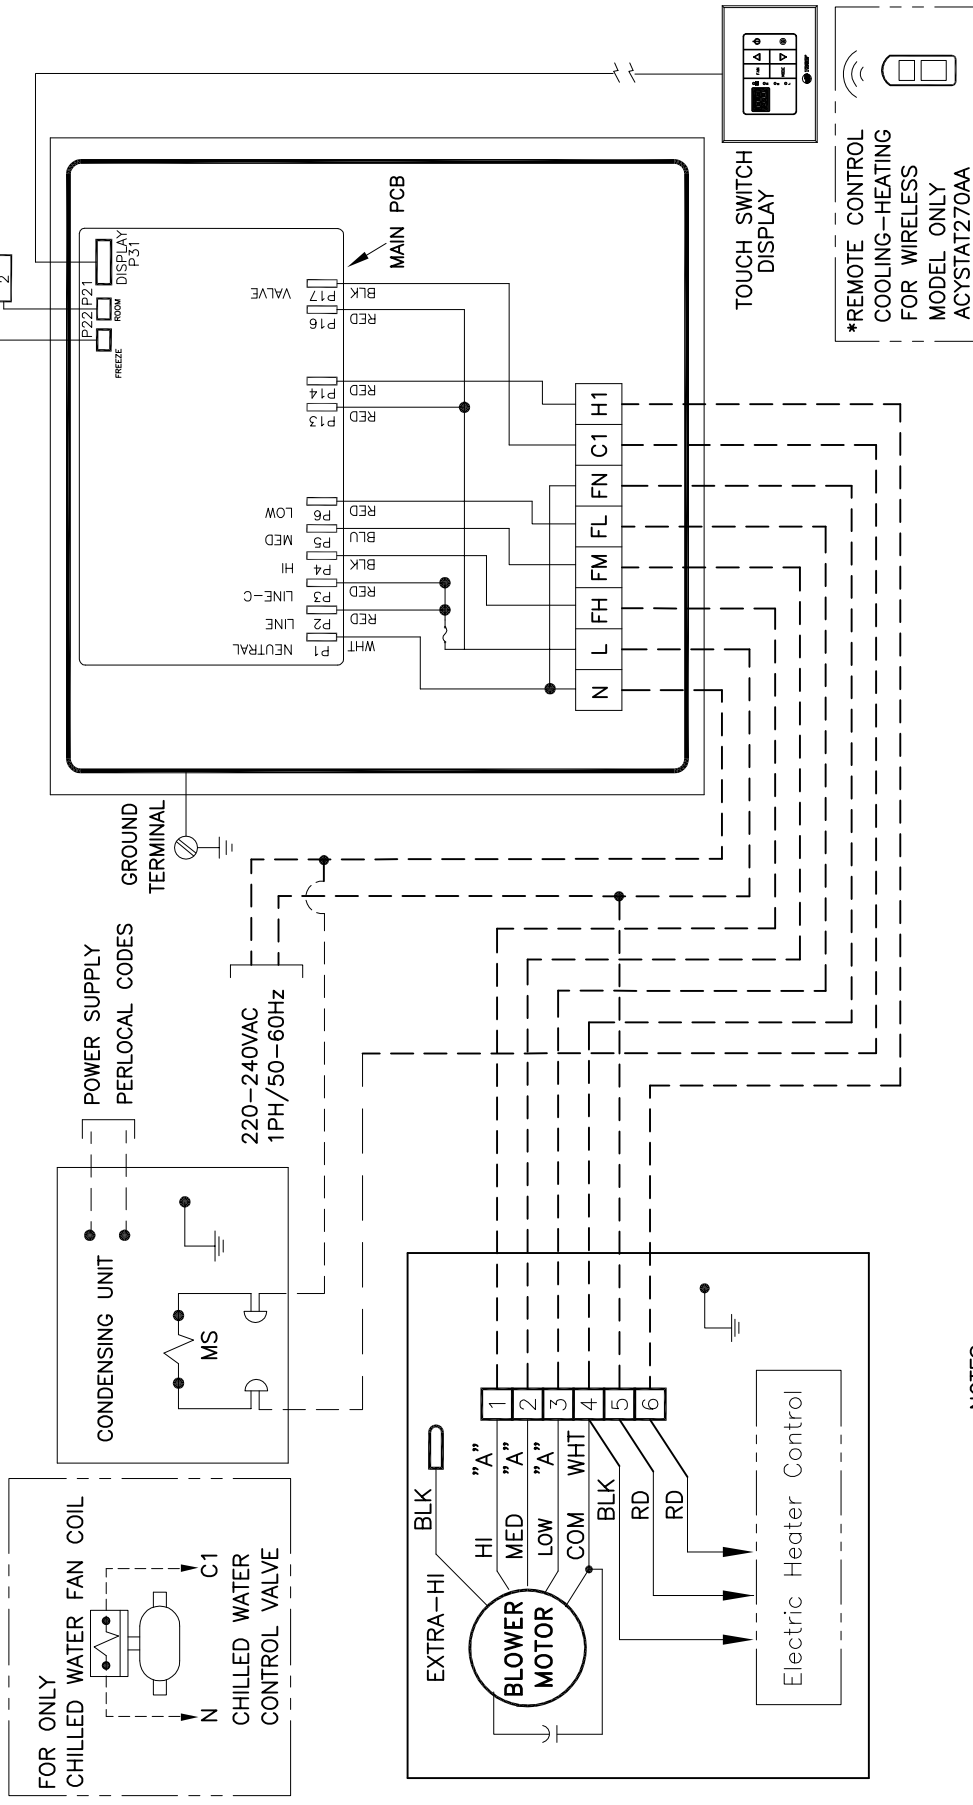 FOR ONLY
CHILLED WATER FAN COIL
N
C1
CHILLED WATER
CONTROL VALVE
CONDENSING UNIT
MS
POWER SUPPLY
PERLOCAL CODES
220-240VAC
1PH/50-60Hz
GROUND
TERMINAL
2
P22
P21
FREEZE
ROOM
DISPLAY
P31
MAIN PCB
NEUTRAL
LINE
LINE-C
HI
MED
LOW
VALVE
P1
P2
P3
P4
P5
P6
P13
P14
P16
P17
WHT
RED
RED
BLK
BLU
RED
RED
RED
RED
BLK
N
L
FH
FM
FL
FN
C1
H1
TOUCH SWITCH
DISPLAY
FAN
MODE
*REMOTE CONTROL
COOLING-HEATING
FOR WIRELESS
MODEL ONLY
ACYSTAT270AA
EXTRA-HI
BLK
BLOWER
MOTOR
HI
"A"
MED
"A"
LOW
"A"
COM
WHT
BLK
RD
RD
1
2
3
4
5
6
Electric Heater Control
NOTES